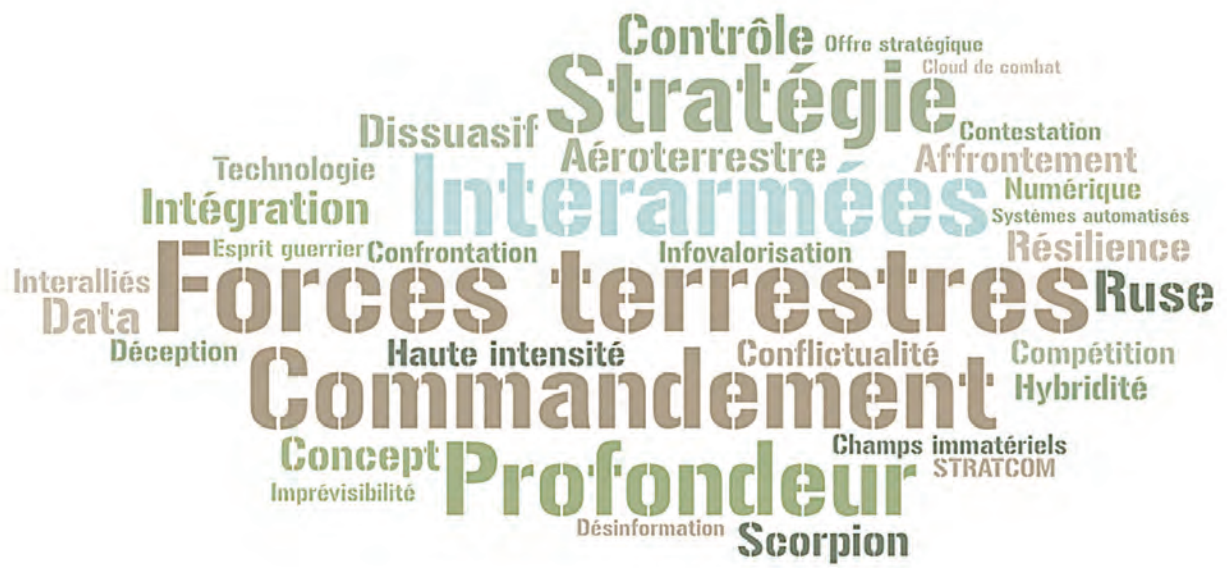 Contrôle
Offre stratégique
Stratégie
Cloud de combat
Dissuasif
Contestation
Aéroterrestre
Affrontement
Technologie
Interarmées
Numérique
Intégration
Systèmes automatisés
Esprit guerrier
Confrontation
Infovalorisation
Résilience
Interalliés
Forces terrestres
Ruse
Data
Déception
Haute intensité
Conflictualité
Compétition
Commandement
Hybridité
Concept
Profondeur
Champs immatériels
STRATCOM
Imprévisibilité
Désinformation
Scorpion